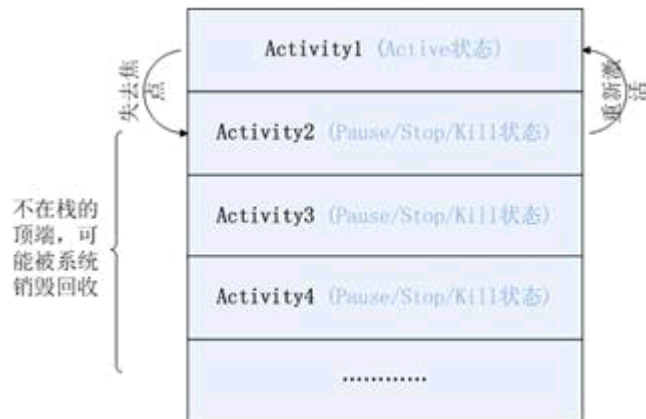 Activity1 (Active状态)
失去焦
点
重新激
活
Activity2 (Pause/Stop/Kill状态)
不在栈的
顶端，可
能被系统
销毁回收
Activity3 (Pause/Stop/Kill状态)
Activity4 (Pause/Stop/Kill状态)
…………